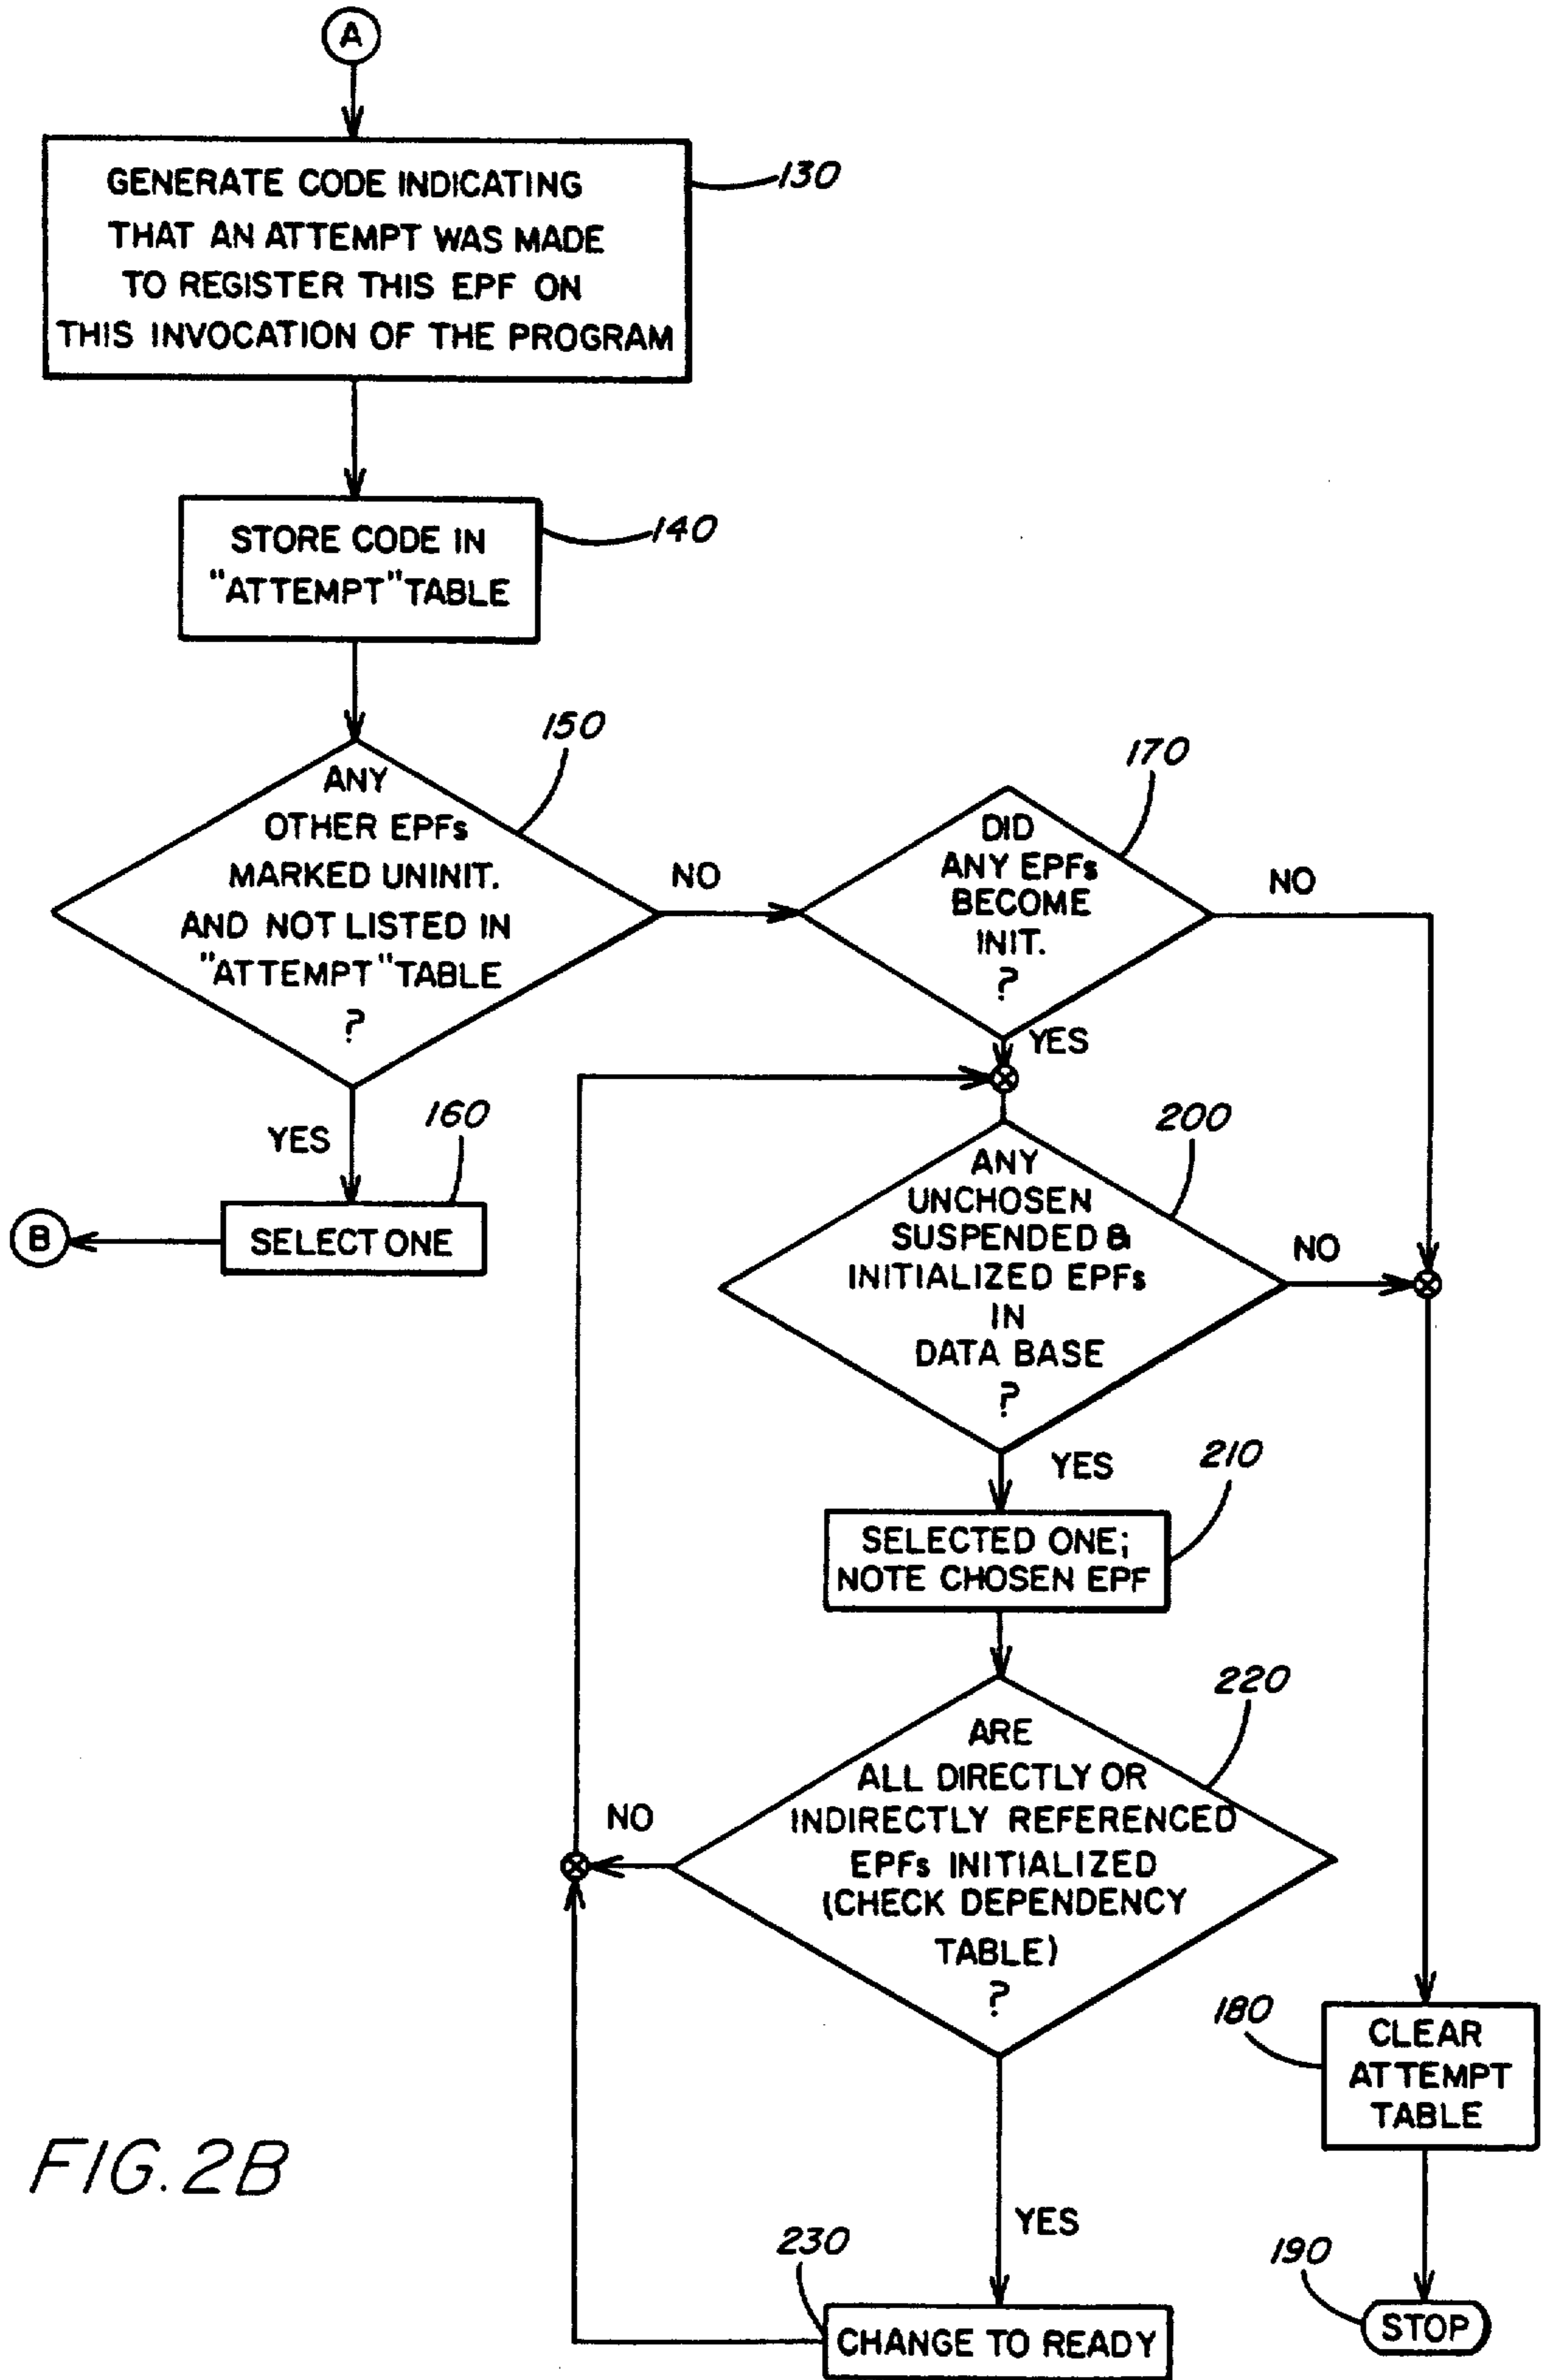 A
GENERATE CODE INDICATING
THAT AN ATTEMPT WAS MADE
TO REGISTER THIS EPF ON
THIS INVOCATION OF THE PROGRAM
130
STORE CODE IN
"ATTEMPT" TABLE
140
150
ANY
OTHER EPFs
MARKED UNINIT.
AND NOT LISTED IN
"ATTEMPT" TABLE
?
NO
YES
160
SELECT ONE
B
170
DID
ANY EPFs
BECOME
INIT.
?
NO
YES
200
ANY
UNCHOSEN
SUSPENDED &
INITIALIZED EPFs
IN
DATA BASE
?
NO
YES
210
SELECTED ONE;
NOTE CHOSEN EPF
220
ARE
ALL DIRECTLY OR
INDIRECTLY REFERENCED
EPFs INITIALIZED
(CHECK DEPENDENCY
TABLE)
?
NO
YES
230
CHANGE TO READY
180
CLEAR
ATTEMPT
TABLE
190
STOP
FIG. 2B